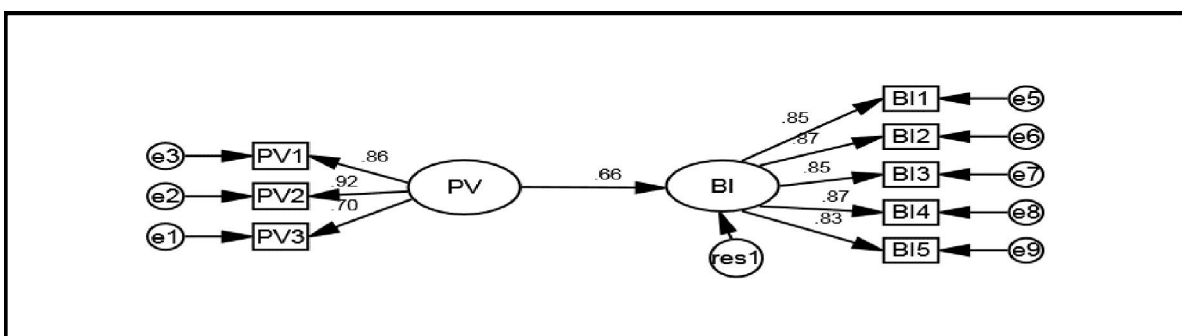 e3
PV1
.86
e2
PV2
.92
e1
PV3
.70
PV
.66
BI
res1
.85
BI1
e5
.87
BI2
e6
.85
BI3
e7
.87
BI4
e8
.83
BI5
e9